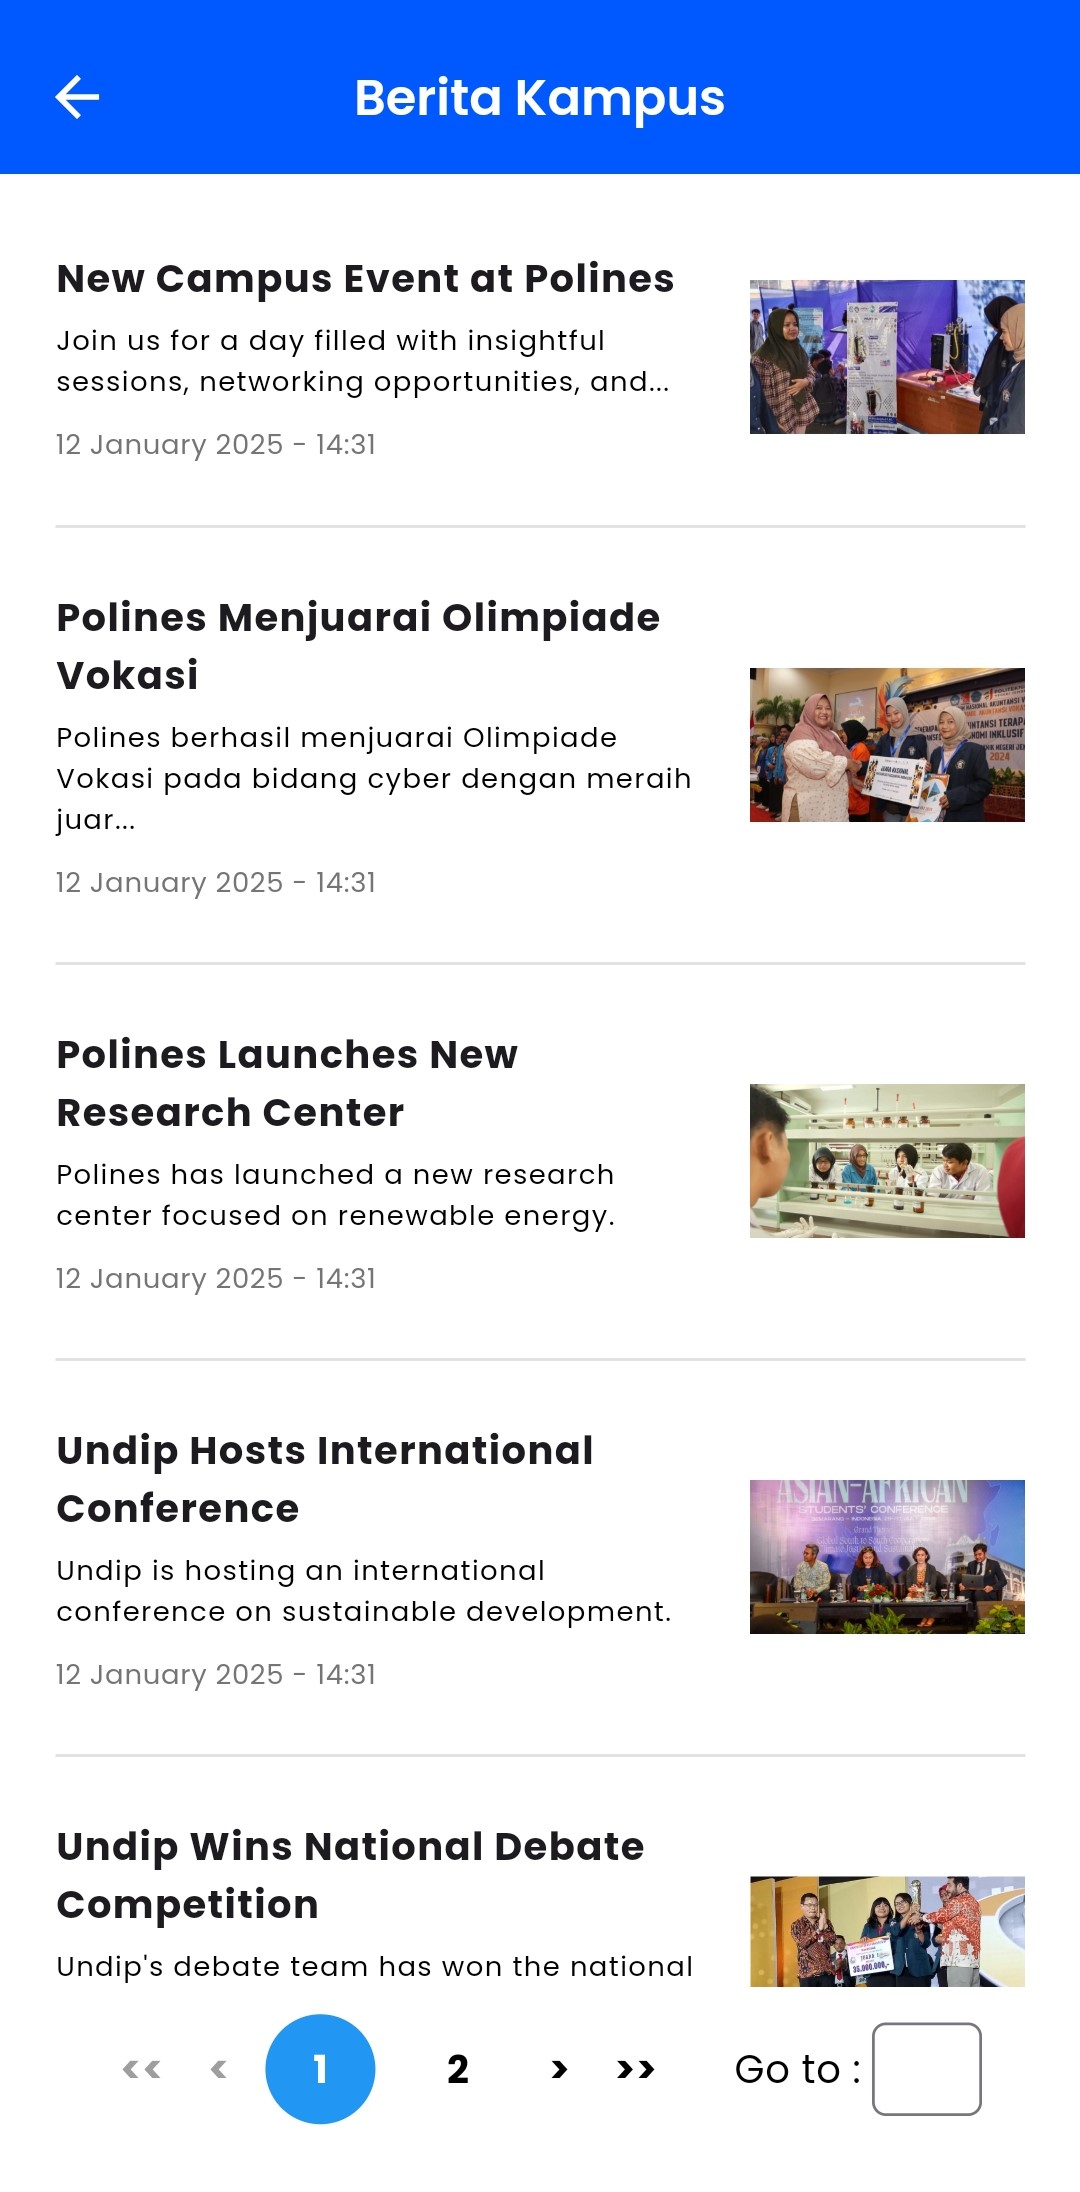 Berita Kampus
New Campus Event at Polines
Join us for a day filled with insightful
sessions, networking opportunities, and...
12 January 2025 - 14:31
Polines Menjuarai Olimpiade
Vokasi
Polines berhasil menjuarai Olimpiade
Vokasi pada bidang cyber dengan meraih
juar...
12 January 2025 - 14:31
2024
Polines Launches New
Research Center
Polines has launched a new research
center focused on renewable energy.
12 January 2025 - 14:31
Undip Hosts International
Conference
Undip is hosting an international
conference on sustainable development.
12 January 2025 - 14:31
ASIAN-AFRICAN
STUDENTS' CONFERENCE
Undip Wins National Debate
Competition
Undip's debate team has won the national
35.000.000,-
<< < 1 2 > >> Go to :